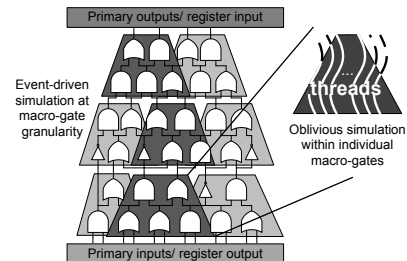 Primary outputs/ register input
Event-driven
simulation at
macro-gate
granularity
...
threads
Oblivious simulation
within individual
macro-gates
Primary inputs/ register output